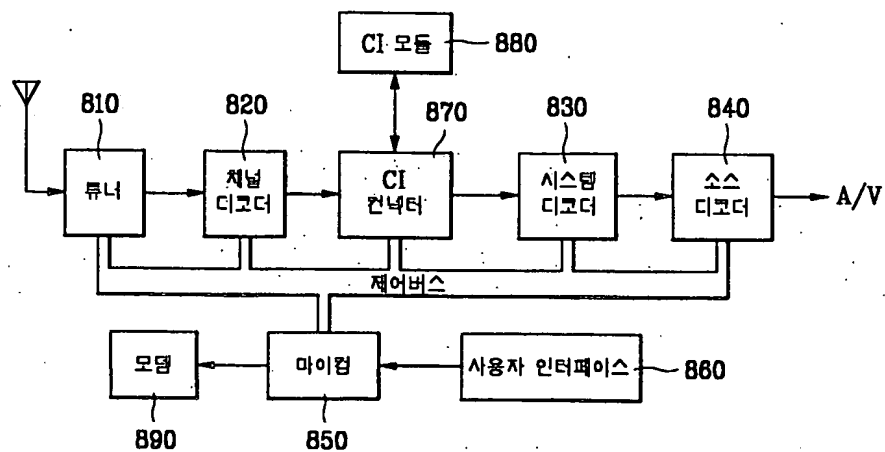 CI 모듈
880
810
820
870
830
840
튜너
채널
디코더
CI
컨넥터
시스템
디코더
소스
디코더
A/V
제어버스
모뎀
마이컴
사용자 인터페이스
860
890
850